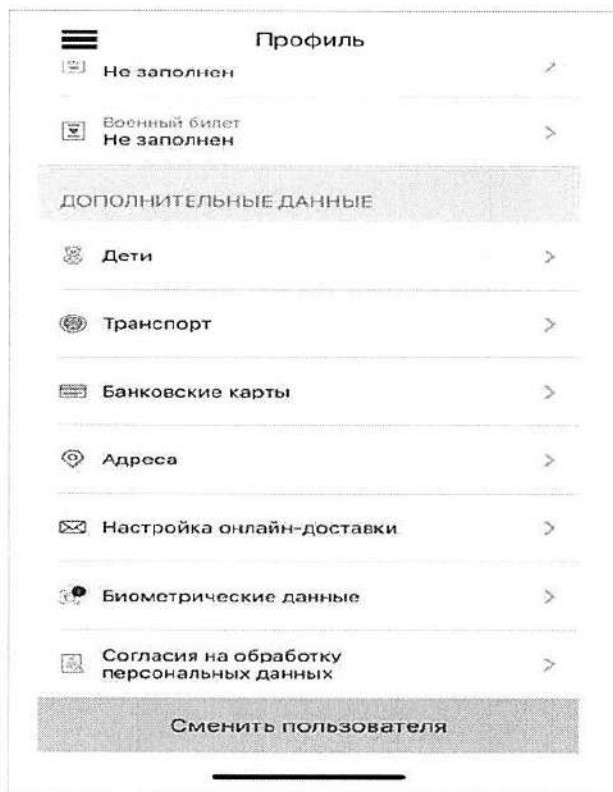 Профиль
Не заполнен
Военный билет
Не заполнен
ДОПОЛНИТЕЛЬНЫЕ ДАННЫЕ
Дети
Транспорт
Банковские карты
Адреса
Настройка онлайн-доставки
Биометрические данные
Согласия на обработку
персональных данных
Сменить пользователя